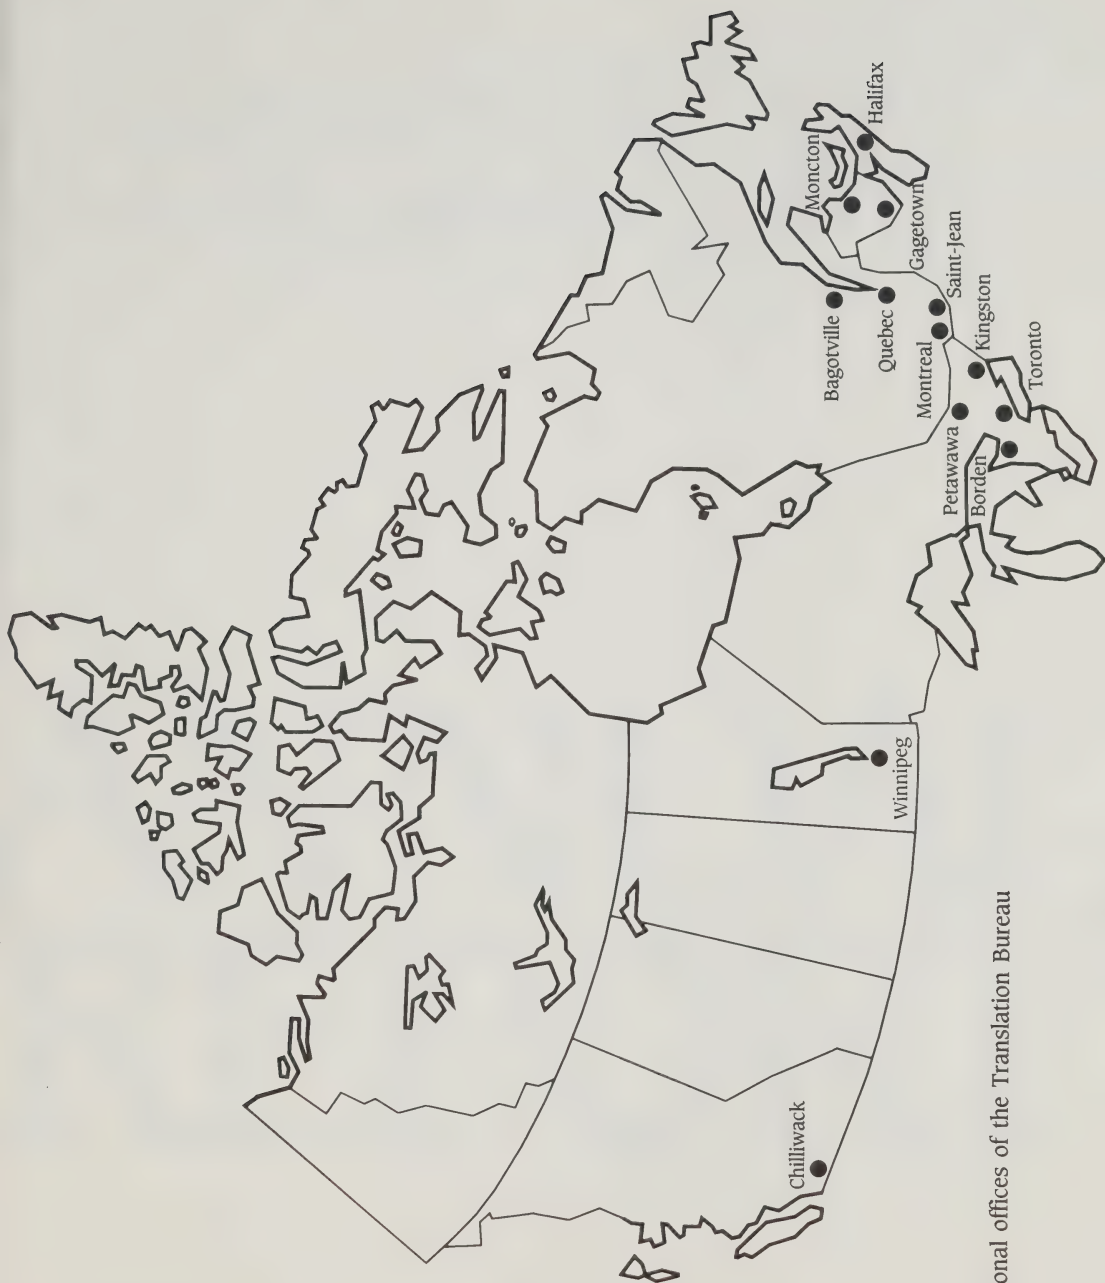 Chilliwack
Moncton
Bagotville
Halifax
Quebec
Winnipeg
Gagetown
Montreal
Petawawa
Saint-Jean
Borden
Kingston
onal offices of the Translation Bureau
Toronto